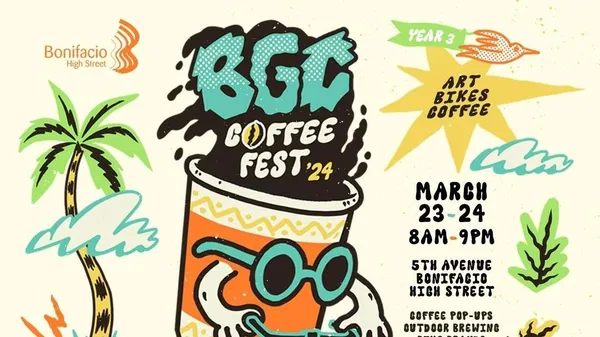 Bonifacio
High Street
BGC
COFFEE
FEST '24
YEAR 3
ART
BIKES
COFFEE
MARCH
23-24
8AM-9PM
5TH AVENUE
BONIFACIO
HIGH STREET
COFFEE POP-UPS
OUTDOOR BREWING